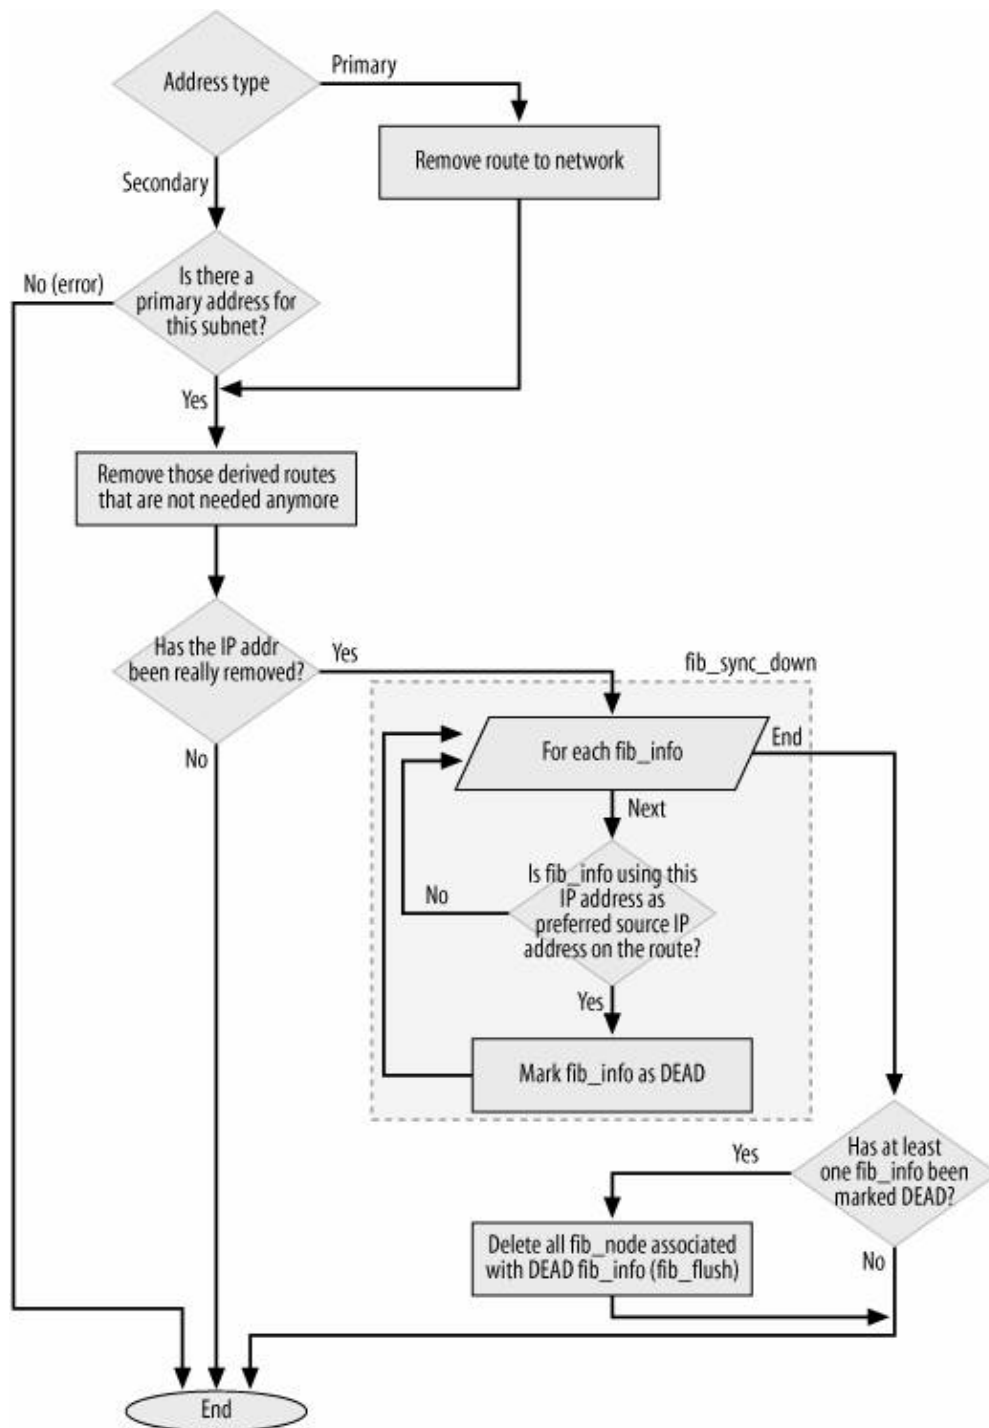 Address type
Primary
Remove route to network
Secondary
No (error)
Is there a
primary address for
this subnet?
Yes
Remove those derived routes
that are not needed anymore
Has the IP addr
been really removed?
Yes
fib_sync_down
No
For each fib_info
End
Next
Is fib_info using this
IP address as
preferred source IP
address on the route?
No
Yes
Mark fib_info as DEAD
Has at least
one fib_info been
marked DEAD?
Yes
Delete all fib_node associated
with DEAD fib_info (fib_flush)
No
End